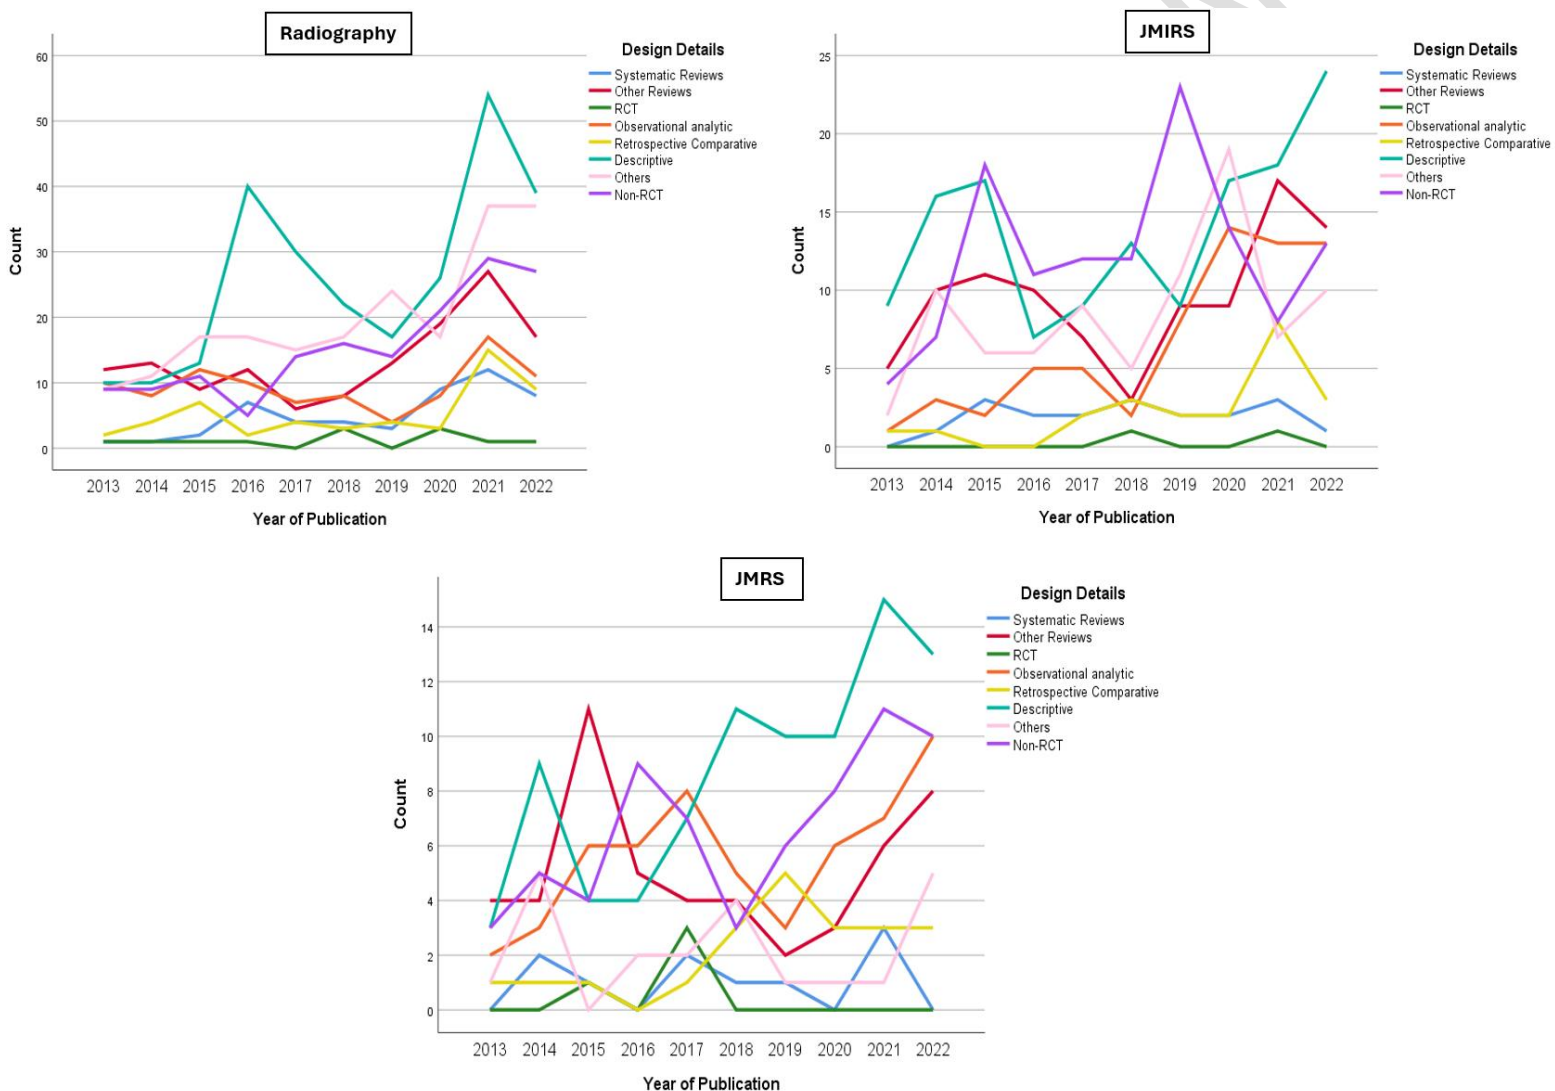 Radiography
Design Details
Systematic Reviews
Other Reviews
RCT
Observational analytic
Retrospective Comparative
Descriptive
Others
Non-RCT
60
50
40
30
20
10
0
Count
2013 2014 2015 2016 2017 2018 2019 2020 2021 2022
Year of Publication
JMIRS
Design Details
Systematic Reviews
Other Reviews
RCT
Observational analytic
Retrospective Comparative
Descriptive
Others
Non-RCT
25
20
15
10
5
0
Count
2013 2014 2015 2016 2017 2018 2019 2020 2021 2022
Year of Publication
JMRS
Design Details
Systematic Reviews
Other Reviews
RCT
Observational analytic
Retrospective Comparative
Descriptive
Others
Non-RCT
14
12
10
8
6
4
2
0
Count
2013 2014 2015 2016 2017 2018 2019 2020 2021 2022
Year of Publication